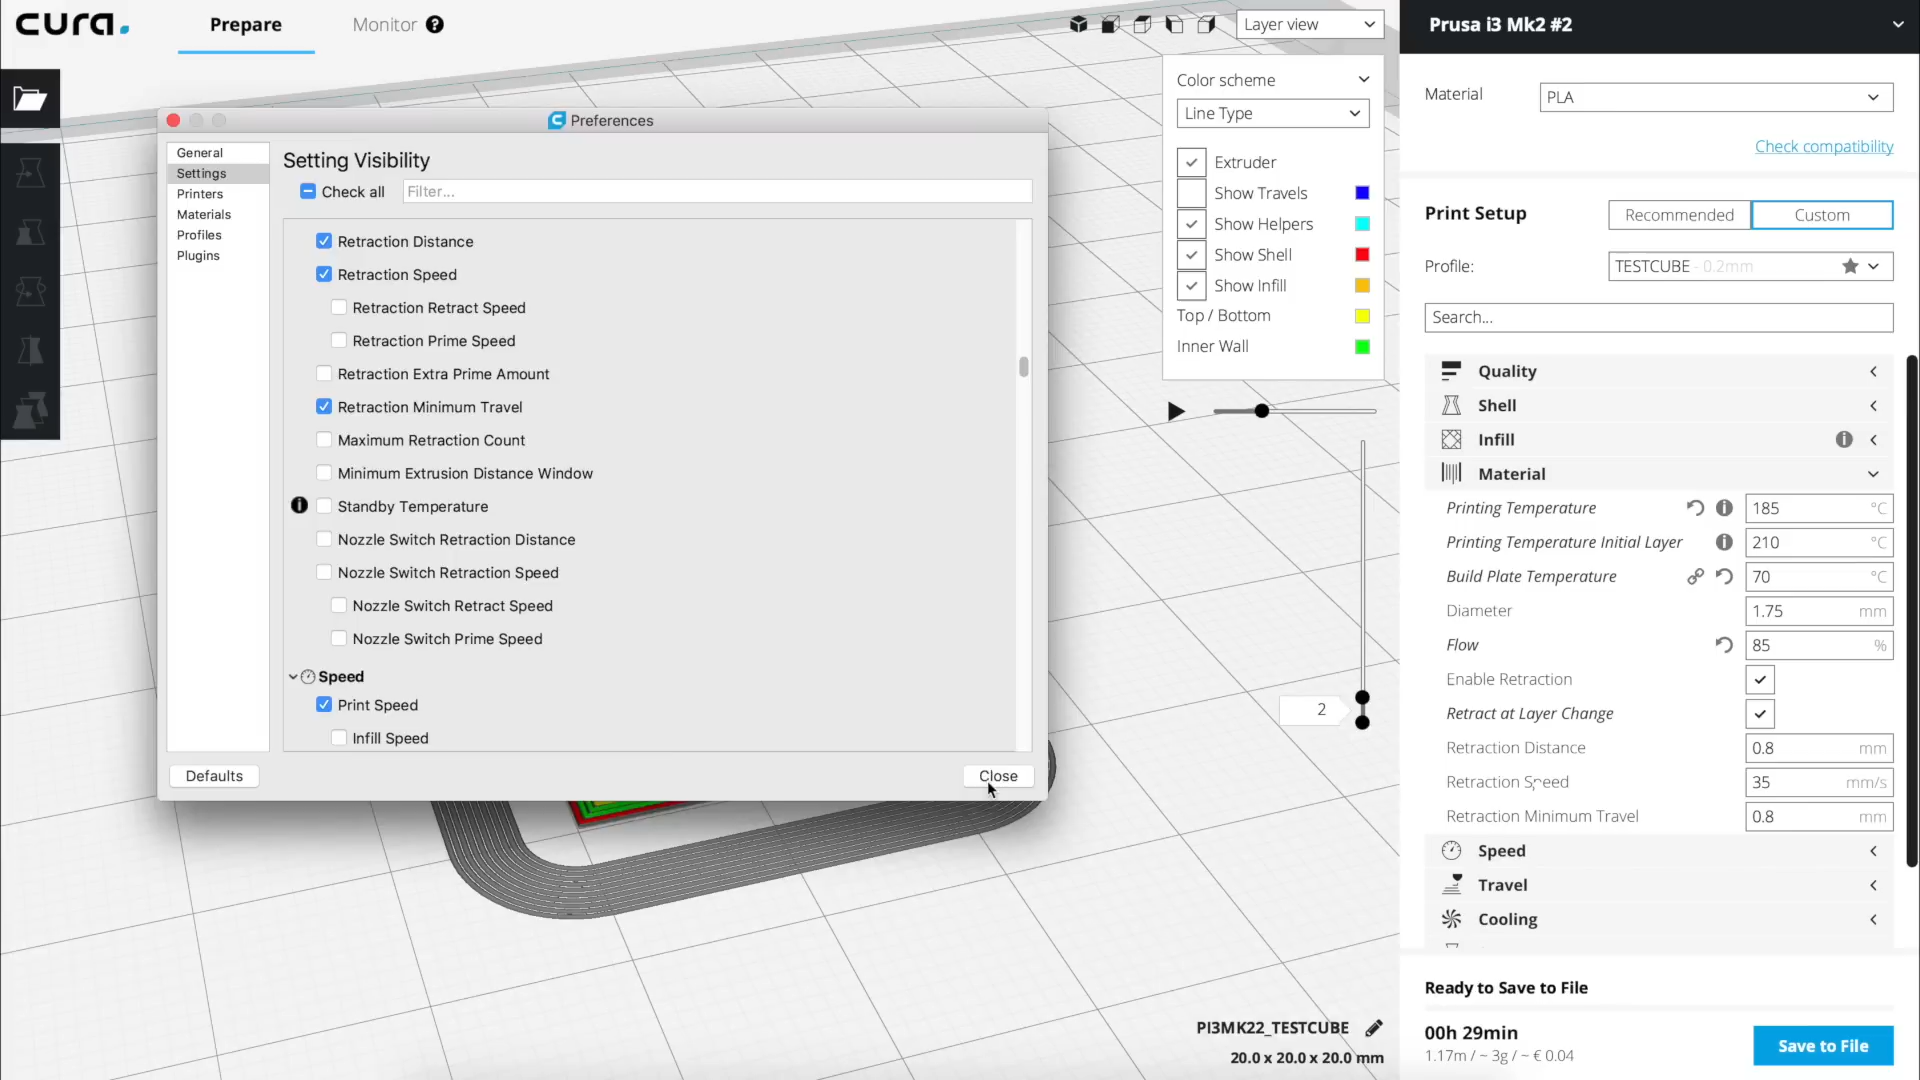 cura.
Prepare
Monitor ?
Layer view
Prusa i3 Mk2 #2
Color scheme
Line Type
Extruder
Show Travels
Show Helpers
Show Shell
Show Infill
Top / Bottom
Inner Wall
2
Preferences
General
Settings
Printers
Materials
Profiles
Plugins
Setting Visibility
Check all
Filter...
Retraction Distance
Retraction Speed
Retraction Retract Speed
Retraction Prime Speed
Retraction Extra Prime Amount
Retraction Minimum Travel
Maximum Retraction Count
Minimum Extrusion Distance Window
Standby Temperature
Nozzle Switch Retraction Distance
Nozzle Switch Retraction Speed
Nozzle Switch Retract Speed
Nozzle Switch Prime Speed
Speed
Print Speed
Infill Speed
Defaults
Close
Material
PLA
Check compatibility
Print Setup
Recommended
Custom
Profile:
TESTCUBE - 0.2mm
Search...
Quality
Shell
Infill
Material
Printing Temperature 185 °C
Printing Temperature Initial Layer 210 °C
Build Plate Temperature 70 °C
Diameter 1.75 mm
Flow 85 %
Enable Retraction
Retract at Layer Change
Retraction Distance 0.8 mm
Retraction Speed 35 mm/s
Retraction Minimum Travel 0.8 mm
Speed
Travel
Cooling
Ready to Save to File
00h 29min
1.17m / ~ 3g / ~ € 0.04
Save to File
PI3MK22_TESTCUBE
20.0 x 20.0 x 20.0 mm